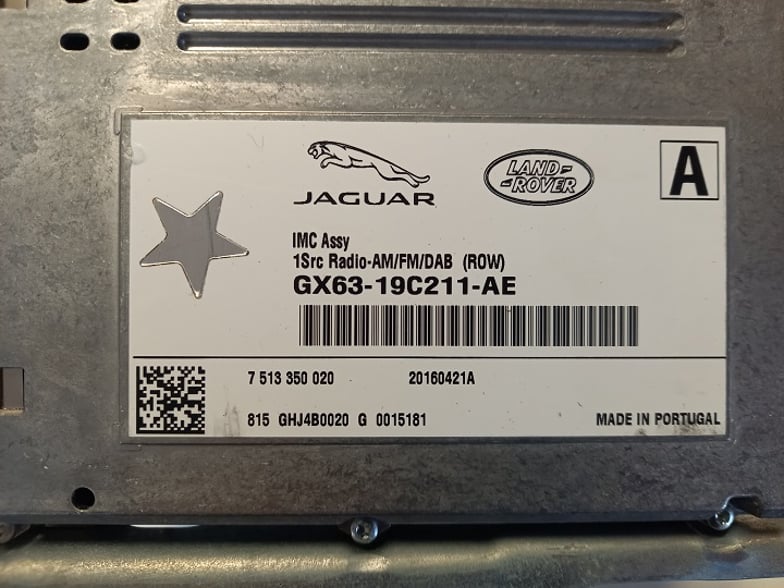 JAGUAR
LAND-
-ROVER
A
IMC Assy
1Src Radio-AM/FM/DAB (ROW)
GX63-19C211-AE
7 513 350 020 20160421A
815 GHJ4B0020 G 0015181 MADE IN PORTUGAL